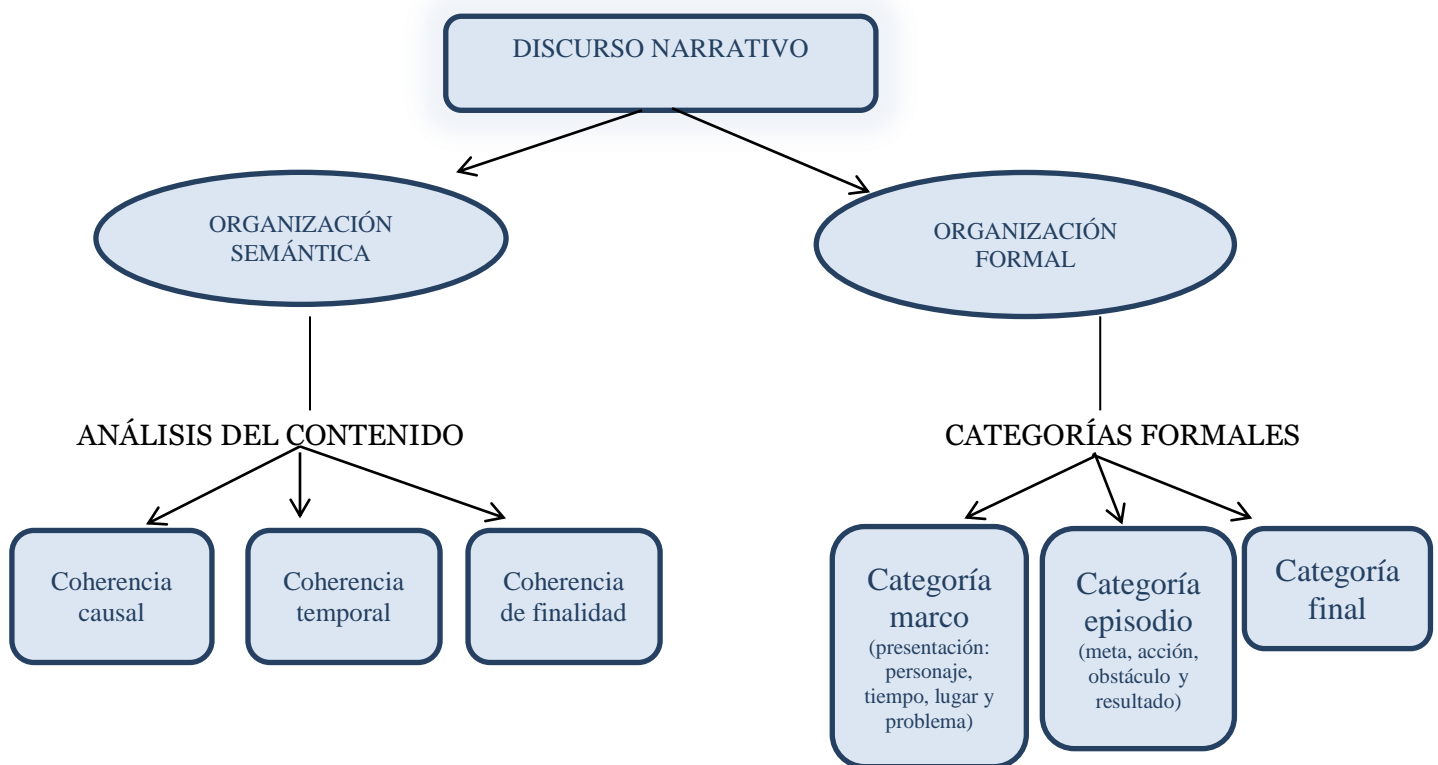 DISCURSO NARRATIVO
ORGANIZACIÓN
SEMÁNTICA
ORGANIZACIÓN
FORMAL
ANÁLISIS DEL CONTENIDO
CATEGORÍAS FORMALES
Coherencia
causal
Coherencia
temporal
Coherencia
de finalidad
Categoría
marco
(presentación:
personaje,
tiempo, lugar y
problema)
Categoría
episodio
(meta, acción,
obstáculo y
resultado)
Categoría
final